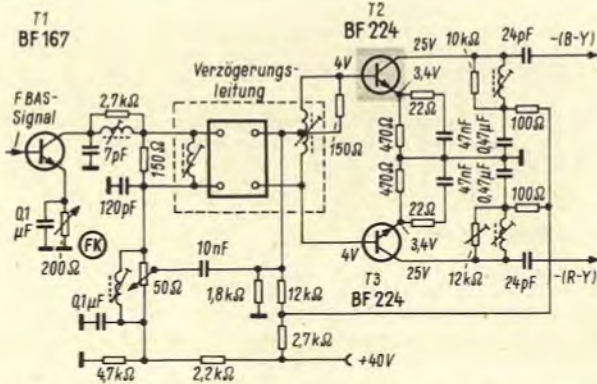 T1
BF 167
F BAS-
Signal
2,7kΩ
7pF
150Ω
120pF
0,1
μF
200Ω
FK
Verzögerungs-
leitung
0,1μF
50Ω
10nF
1,8kΩ
12kΩ
2,7kΩ
4,7kΩ
2,2kΩ
+40V
T2
BF 224
4V
25V
3,4V
150Ω
22Ω
470Ω
47nF
0,47μF
10kΩ
24pF
-(B-Y)
100Ω
470Ω
47nF
0,47μF
100Ω
22Ω
3,4V
4V
25V
T3
BF 224
12kΩ
24pF
-(R-Y)